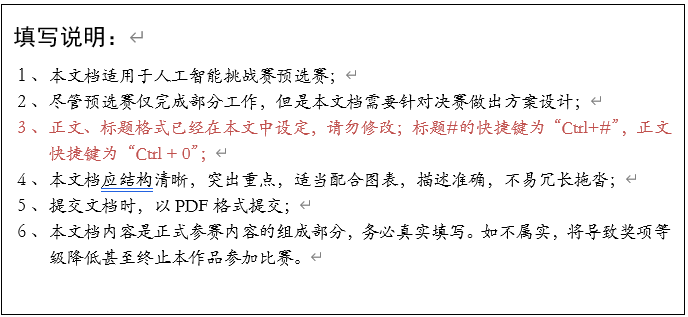 填写说明：
1、本文档适用于人工智能挑战赛预选赛；
2、尽管预选赛仅完成部分工作，但是本文档需要针对决赛做出方案设计；
3、正文、标题格式已经在本文中设定，请勿修改；标题#的快捷键为“Ctrl+#”，正文
快捷键为“Ctrl + 0”；
4、本文档应结构清晰，突出重点，适当配合图表，描述准确，不易冗长拖沓；
5、提交文档时，以 PDF 格式提交；
6、本文档内容是正式参赛内容的组成部分，务必真实填写。如不属实，将导致奖项等
级降低甚至终止本作品参加比赛。